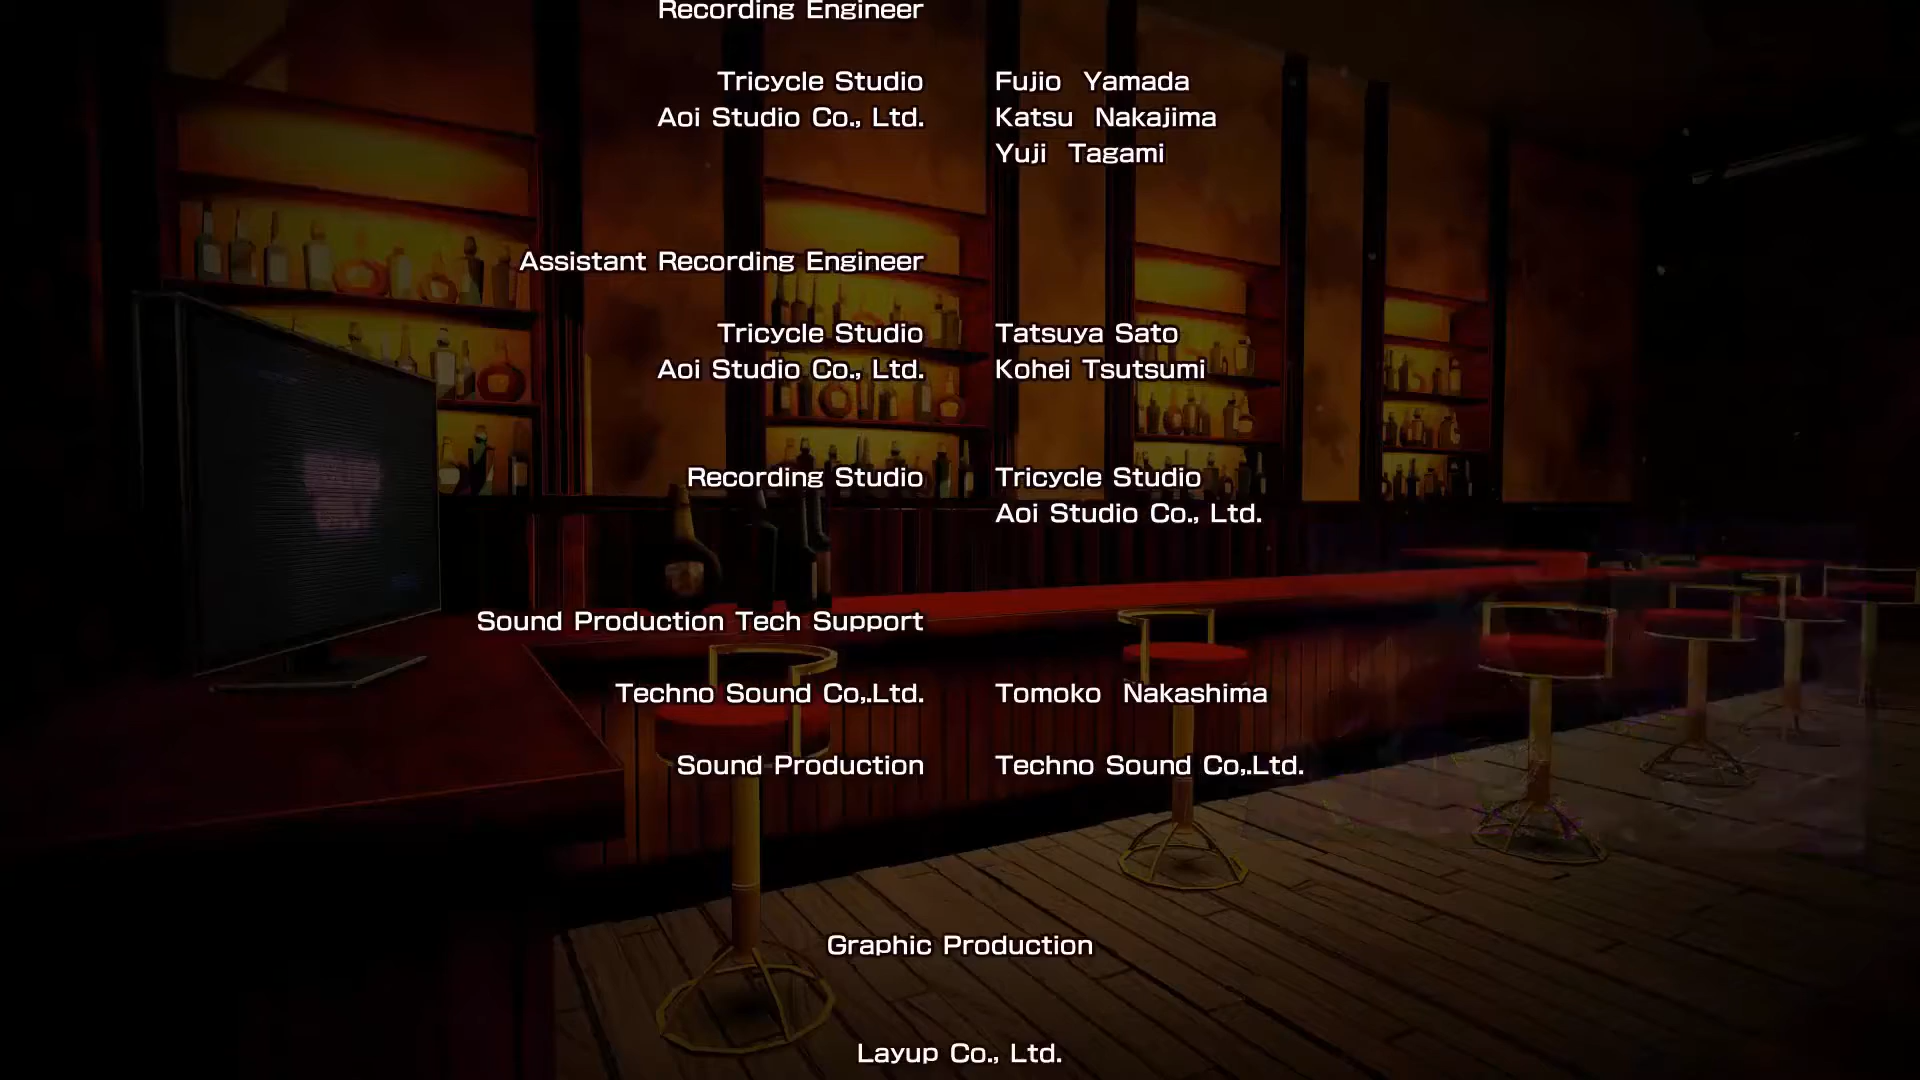 Recording Engineer
Tricycle Studio Fujio Yamada
Aoi Studio Co., Ltd. Katsu Nakajima
Yuji Tagami
Assistant Recording Engineer
Tricycle Studio Tatsuya Sato
Aoi Studio Co., Ltd. Kohei Tsutsumi
Recording Studio Tricycle Studio
Aoi Studio Co., Ltd.
Sound Production Tech Support
Techno Sound Co,.Ltd. Tomoko Nakashima
Sound Production Techno Sound Co,.Ltd.
Graphic Production
Layup Co., Ltd.